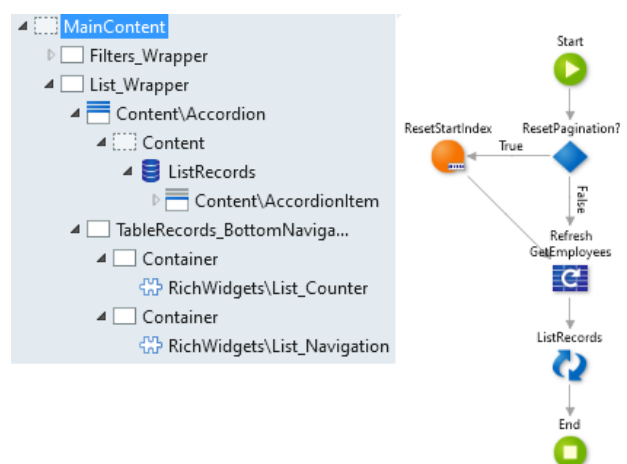 MainContent
Filters_Wrapper
List_Wrapper
Content\Accordion
Content
ListRecords
Content\AccordionItem
TableRecords_BottomNaviga...
Container
RichWidgets\List_Counter
Container
RichWidgets\List_Navigation
Start
ResetStartIndex
ResetPagination?
True
False
Refresh
GetEmployees
ListRecords
End